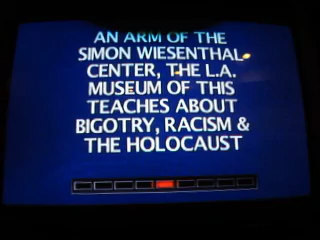 AN ARM OF THE
SIMON WIESENTHAL
CENTER, THE L.A.
MUSEUM OF THIS
TEACHES ABOUT
BIGOTRY, RACISM &
THE HOLOCAUST